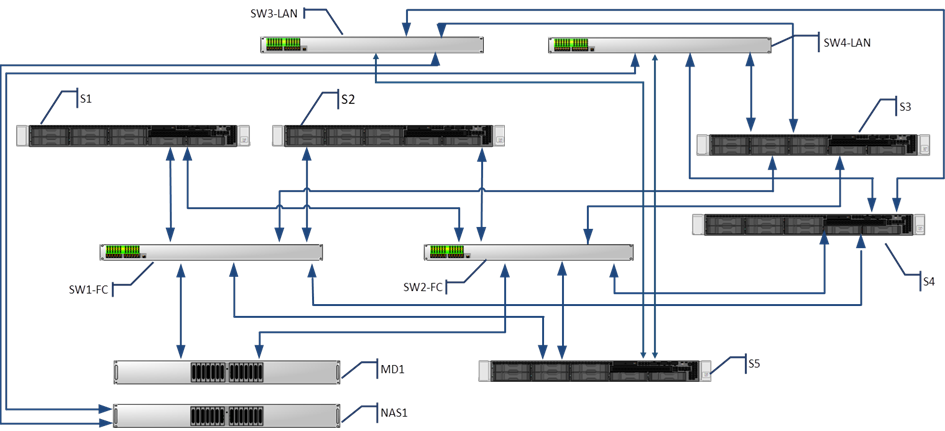 SW3-LAN
SW4-LAN
S1
S2
S3
S4
SW1-FC
SW2-FC
S5
MD1
NAS1